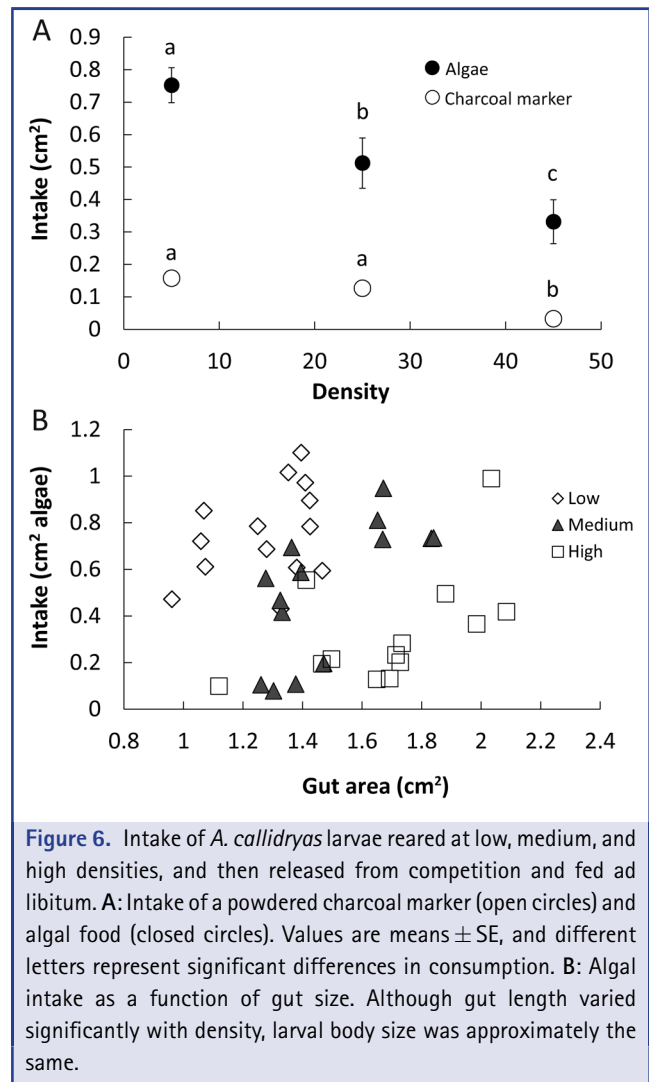 A
0.9
0.8
0.7
0.6
0.5
0.4
0.3
0.2
0.1
0
Intake (cm²)
a
b
c
a
a
b
Algae
Charcoal marker
0 10 20 30 40 50
Density
B
1.2
1
0.8
0.6
0.4
0.2
0
Intake (cm² algae)
Low
Medium
High
0.8 1 1.2 1.4 1.6 1.8 2 2.2 2.4
Gut area (cm²)
Figure 6. Intake of A. callidryas larvae reared at low, medium, and
high densities, and then released from competition and fed ad
libitum. A: Intake of a powdered charcoal marker (open circles) and
algal food (closed circles). Values are means ± SE, and different
letters represent significant differences in consumption. B: Algal
intake as a function of gut size. Although gut length varied
significantly with density, larval body size was approximately the
same.